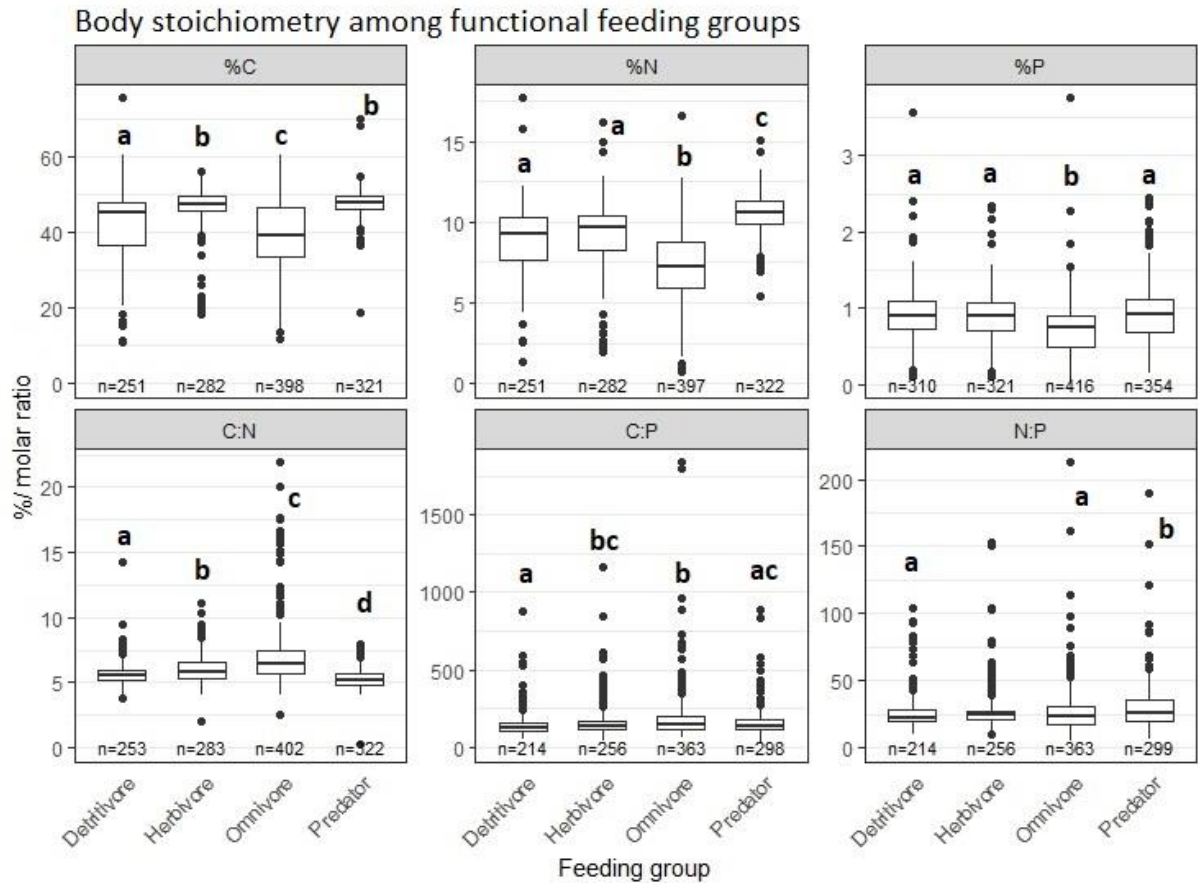 Body stoichiometry among functional feeding groups
%C
%N
%P
a b c b
a a b c
a a b a
60
40
20
0
15
10
5
0
3
2
1
0
n=251 n=282 n=398 n=321
n=251 n=282 n=397 n=322
n=310 n=321 n=416 n=354
%/ molar ratio
C:N
C:P
N:P
a b c d
a bc b ac
a a b
20
15
10
5
0
1500
1000
500
0
200
150
100
50
0
n=253 n=283 n=402 n=322
n=214 n=256 n=363 n=298
n=214 n=256 n=363 n=299
Detritivore Herbivore Omnivore Predator
Detritivore Herbivore Omnivore Predator
Detritivore Herbivore Omnivore Predator
Feeding group